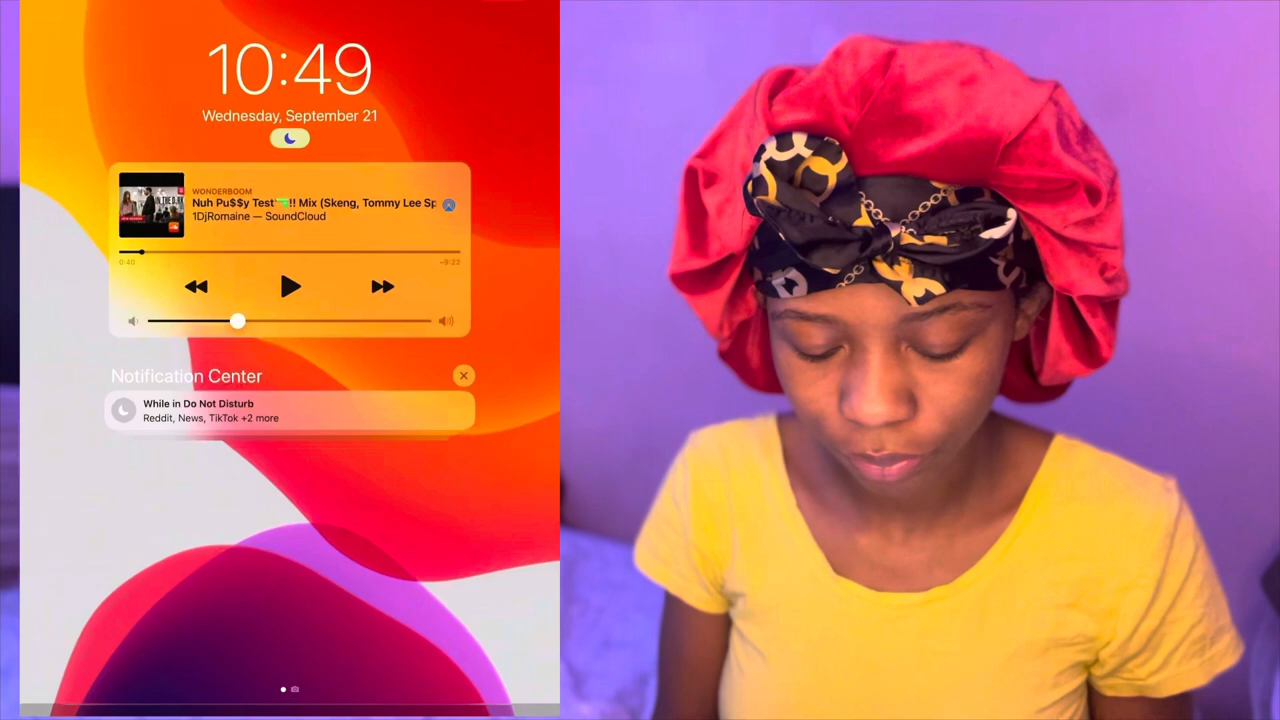 10:49
Wednesday, September 21
WONDERBOOM
Nuh Pu$$y Test🔫!! Mix (Skeng, Tommy Lee Sp
1DjRomaine — SoundCloud
0:40
-9:22
Notification Center
While in Do Not Disturb
Reddit, News, TikTok +2 more